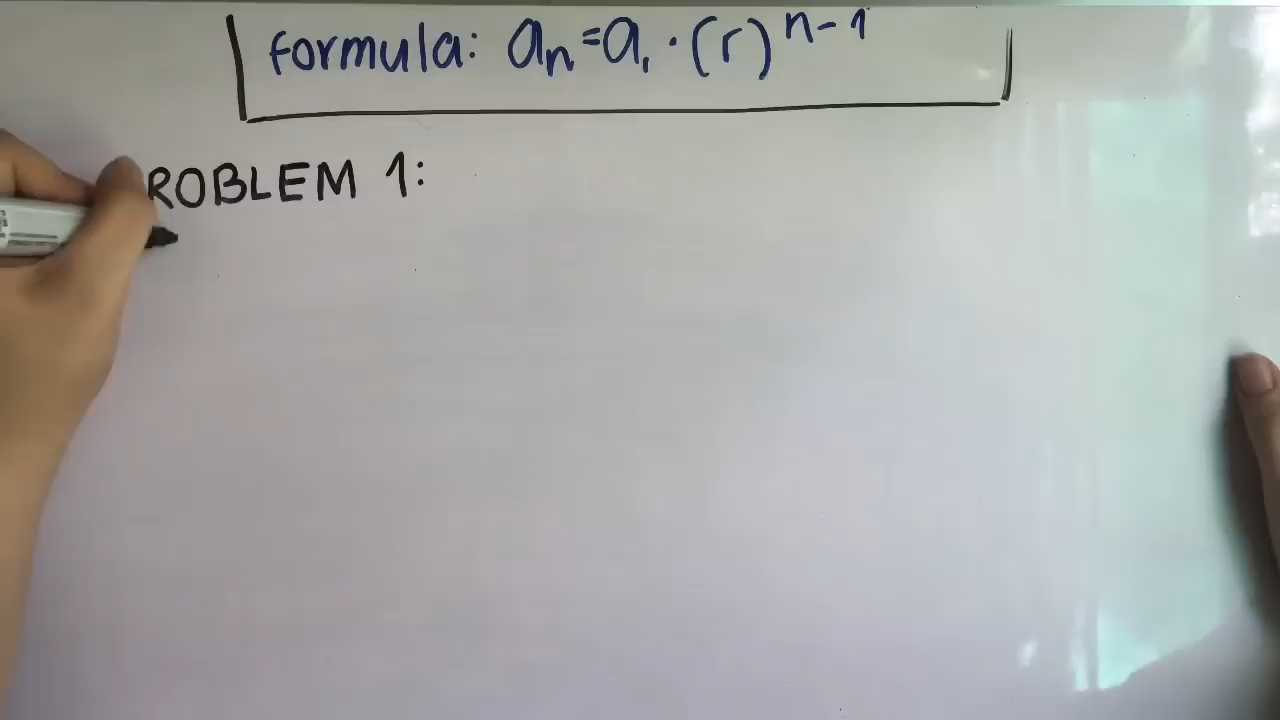 formula: aₙ = a₁ · (r)ⁿ⁻¹
ROBLEM 1: